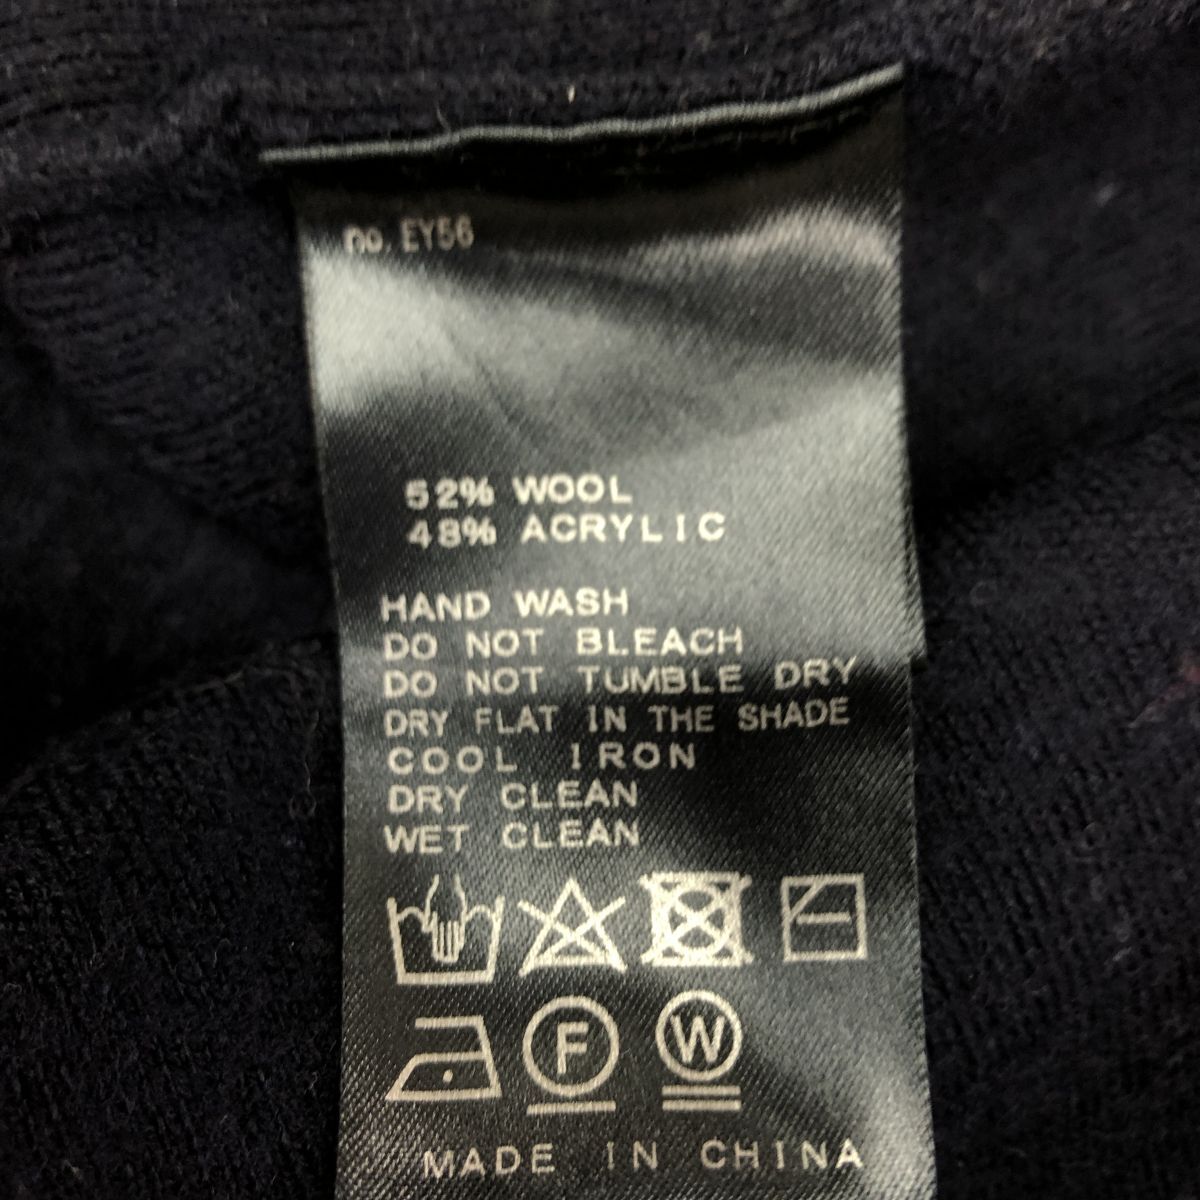 no. EY56
52% WOOL
48% ACRYLIC
HAND WASH
DO NOT BLEACH
DO NOT TUMBLE DRY
DRY FLAT IN THE SHADE
COOL IRON
DRY CLEAN
WET CLEAN
F W
MADE IN CHINA